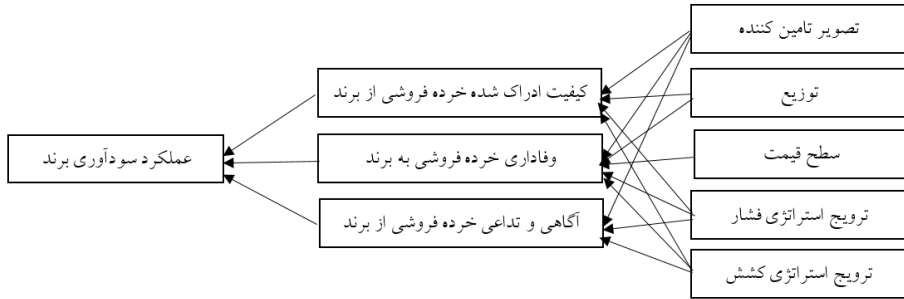 تصویر تامین کننده
توزیع
سطح قیمت
ترویج استراتژی فشار
ترویج استراتژی کشش
کیفیت ادراک شده خرده فروشی از برند
وفاداری خرده فروشی به برند
آگاهی و تداعی خرده فروشی از برند
عملکرد سودآوری برند